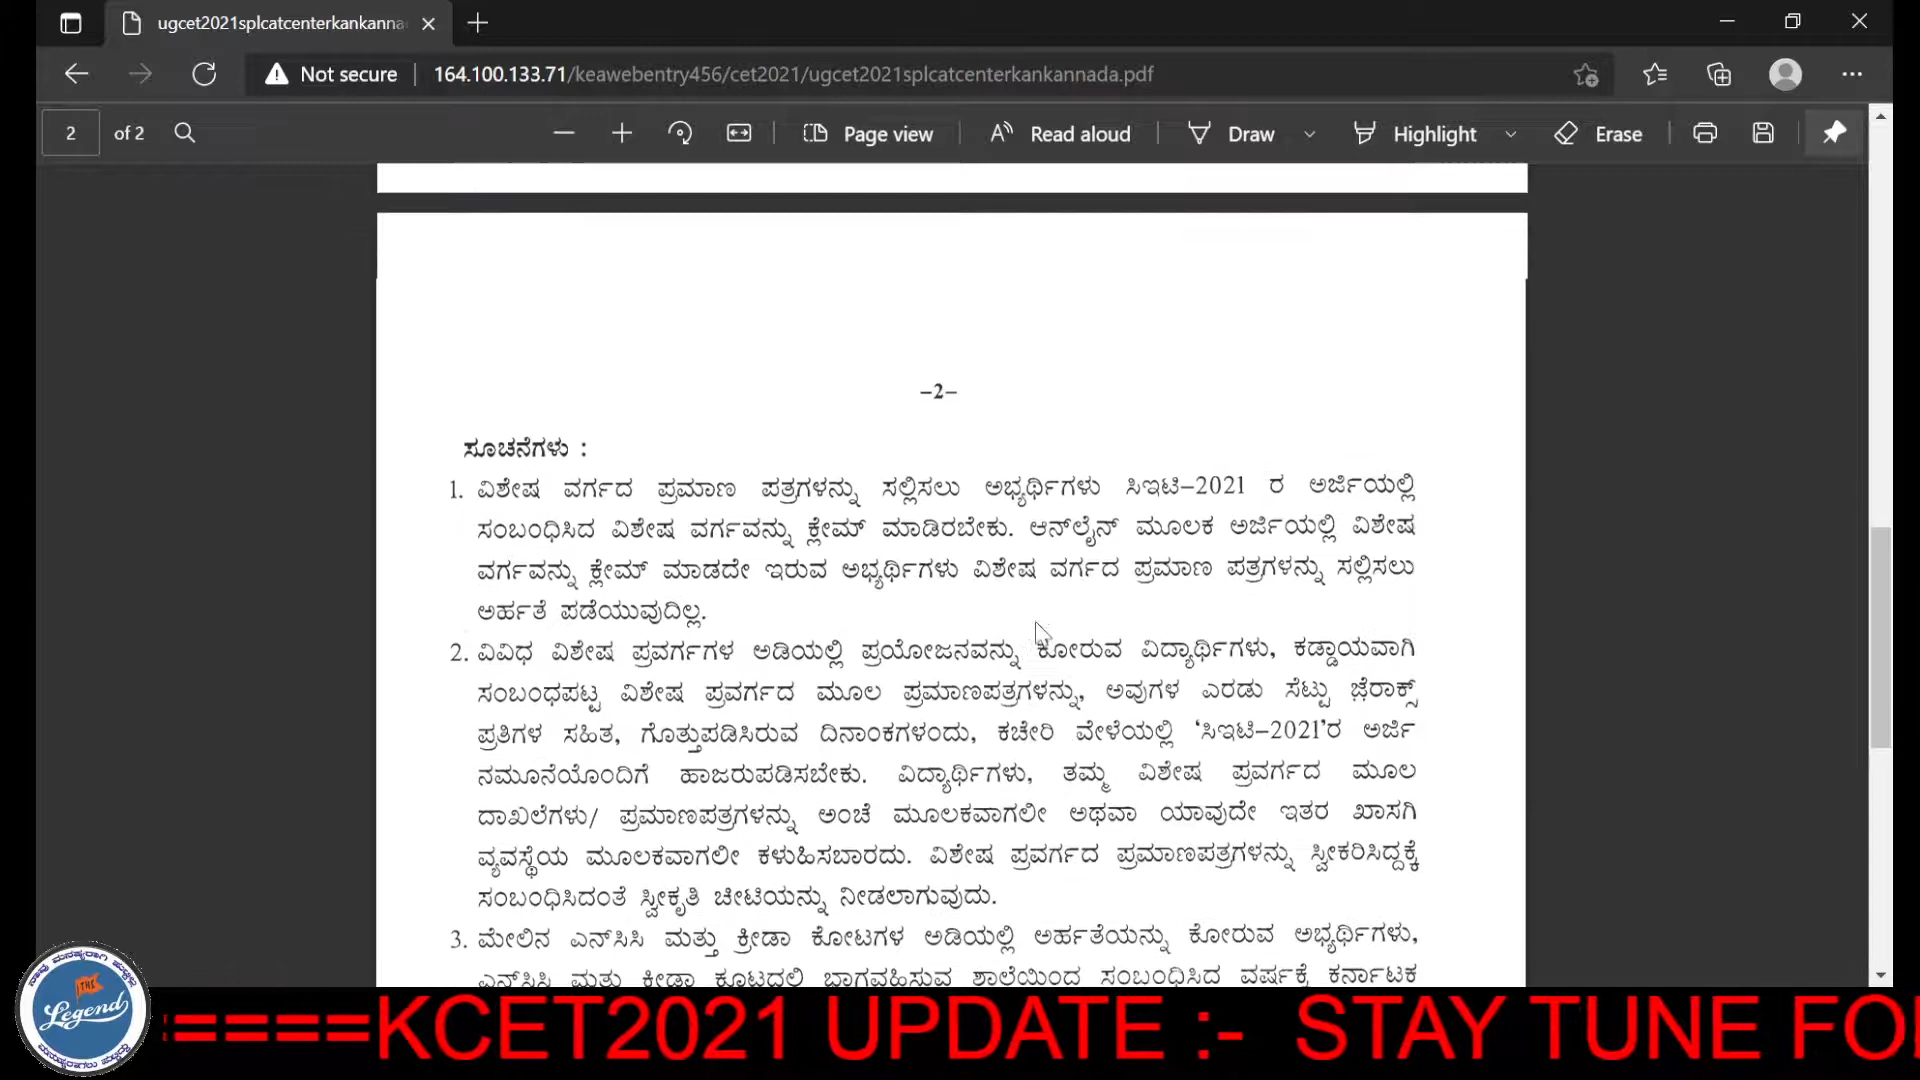 ugcet2021splcatcenterkankanna
Not secure 164.100.133.71/keawebentry456/cet2021/ugcet2021splcatcenterkankannada.pdf
2 of 2 Page view Read aloud Draw Highlight Erase
–2–
ಸೂಚನೆಗಳು :
1. ವಿಶೇಷ ವರ್ಗದ ಪ್ರಮಾಣ ಪತ್ರಗಳನ್ನು ಸಲ್ಲಿಸಲು ಅಭ್ಯರ್ಥಿಗಳು ಸಿಇಟಿ–2021 ರ ಅರ್ಜಿಯಲ್ಲಿ
ಸಂಬಂಧಿಸಿದ ವಿಶೇಷ ವರ್ಗವನ್ನು ಕ್ಲೇಮ್ ಮಾಡಿರಬೇಕು. ಆನ್‌ಲೈನ್ ಮೂಲಕ ಅರ್ಜಿಯಲ್ಲಿ ವಿಶೇಷ
ವರ್ಗವನ್ನು ಕ್ಲೇಮ್ ಮಾಡದೇ ಇರುವ ಅಭ್ಯರ್ಥಿಗಳು ವಿಶೇಷ ವರ್ಗದ ಪ್ರಮಾಣ ಪತ್ರಗಳನ್ನು ಸಲ್ಲಿಸಲು
ಅರ್ಹತೆ ಪಡೆಯುವುದಿಲ್ಲ.
2. ವಿವಿಧ ವಿಶೇಷ ಪ್ರವರ್ಗಗಳ ಅಡಿಯಲ್ಲಿ ಪ್ರಯೋಜನವನ್ನು ಕೋರುವ ವಿದ್ಯಾರ್ಥಿಗಳು, ಕಡ್ಡಾಯವಾಗಿ
ಸಂಬಂಧಪಟ್ಟ ವಿಶೇಷ ಪ್ರವರ್ಗದ ಮೂಲ ಪ್ರಮಾಣಪತ್ರಗಳನ್ನು, ಅವುಗಳ ಎರಡು ಸೆಟ್ಟು ಜೆರಾಕ್ಸ್
ಪ್ರತಿಗಳ ಸಹಿತ, ಗೊತ್ತುಪಡಿಸಿರುವ ದಿನಾಂಕಗಳಂದು, ಕಚೇರಿ ವೇಳೆಯಲ್ಲಿ ‘ಸಿಇಟಿ–2021’ರ ಅರ್ಜಿ
ನಮೂನೆಯೊಂದಿಗೆ ಹಾಜರುಪಡಿಸಬೇಕು. ವಿದ್ಯಾರ್ಥಿಗಳು, ತಮ್ಮ ವಿಶೇಷ ಪ್ರವರ್ಗದ ಮೂಲ
ದಾಖಲೆಗಳು/ ಪ್ರಮಾಣಪತ್ರಗಳನ್ನು ಅಂಚೆ ಮೂಲಕವಾಗಲೀ ಅಥವಾ ಯಾವುದೇ ಇತರ ಖಾಸಗಿ
ವ್ಯವಸ್ಥೆಯ ಮೂಲಕವಾಗಲೀ ಕಳುಹಿಸಬಾರದು. ವಿಶೇಷ ಪ್ರವರ್ಗದ ಪ್ರಮಾಣಪತ್ರಗಳನ್ನು ಸ್ವೀಕರಿಸಿದ್ದಕ್ಕೆ
ಸಂಬಂಧಿಸಿದಂತೆ ಸ್ವೀಕೃತಿ ಚೀಟಿಯನ್ನು ನೀಡಲಾಗುವುದು.
3. ಮೇಲಿನ ಎನ್‌ಸಿಸಿ ಮತ್ತು ಕ್ರೀಡಾ ಕೋಟಗಳ ಅಡಿಯಲ್ಲಿ ಅರ್ಹತೆಯನ್ನು ಕೋರುವ ಅಭ್ಯರ್ಥಿಗಳು,
ಎನ್‌ಸಿಸಿ ಮತ್ತು ಕ್ರೀಡಾ ಕೂಟದಲ್ಲಿ ಭಾಗವಹಿಸುವ ಶಾಲೆಯಿಂದ ಸಂಬಂಧಿಸಿದ ವರ್ಷಕ್ಕೆ ಕರ್ನಾಟಕ
THE
Legend
=====KCET2021 UPDATE :- STAY TUNE FO